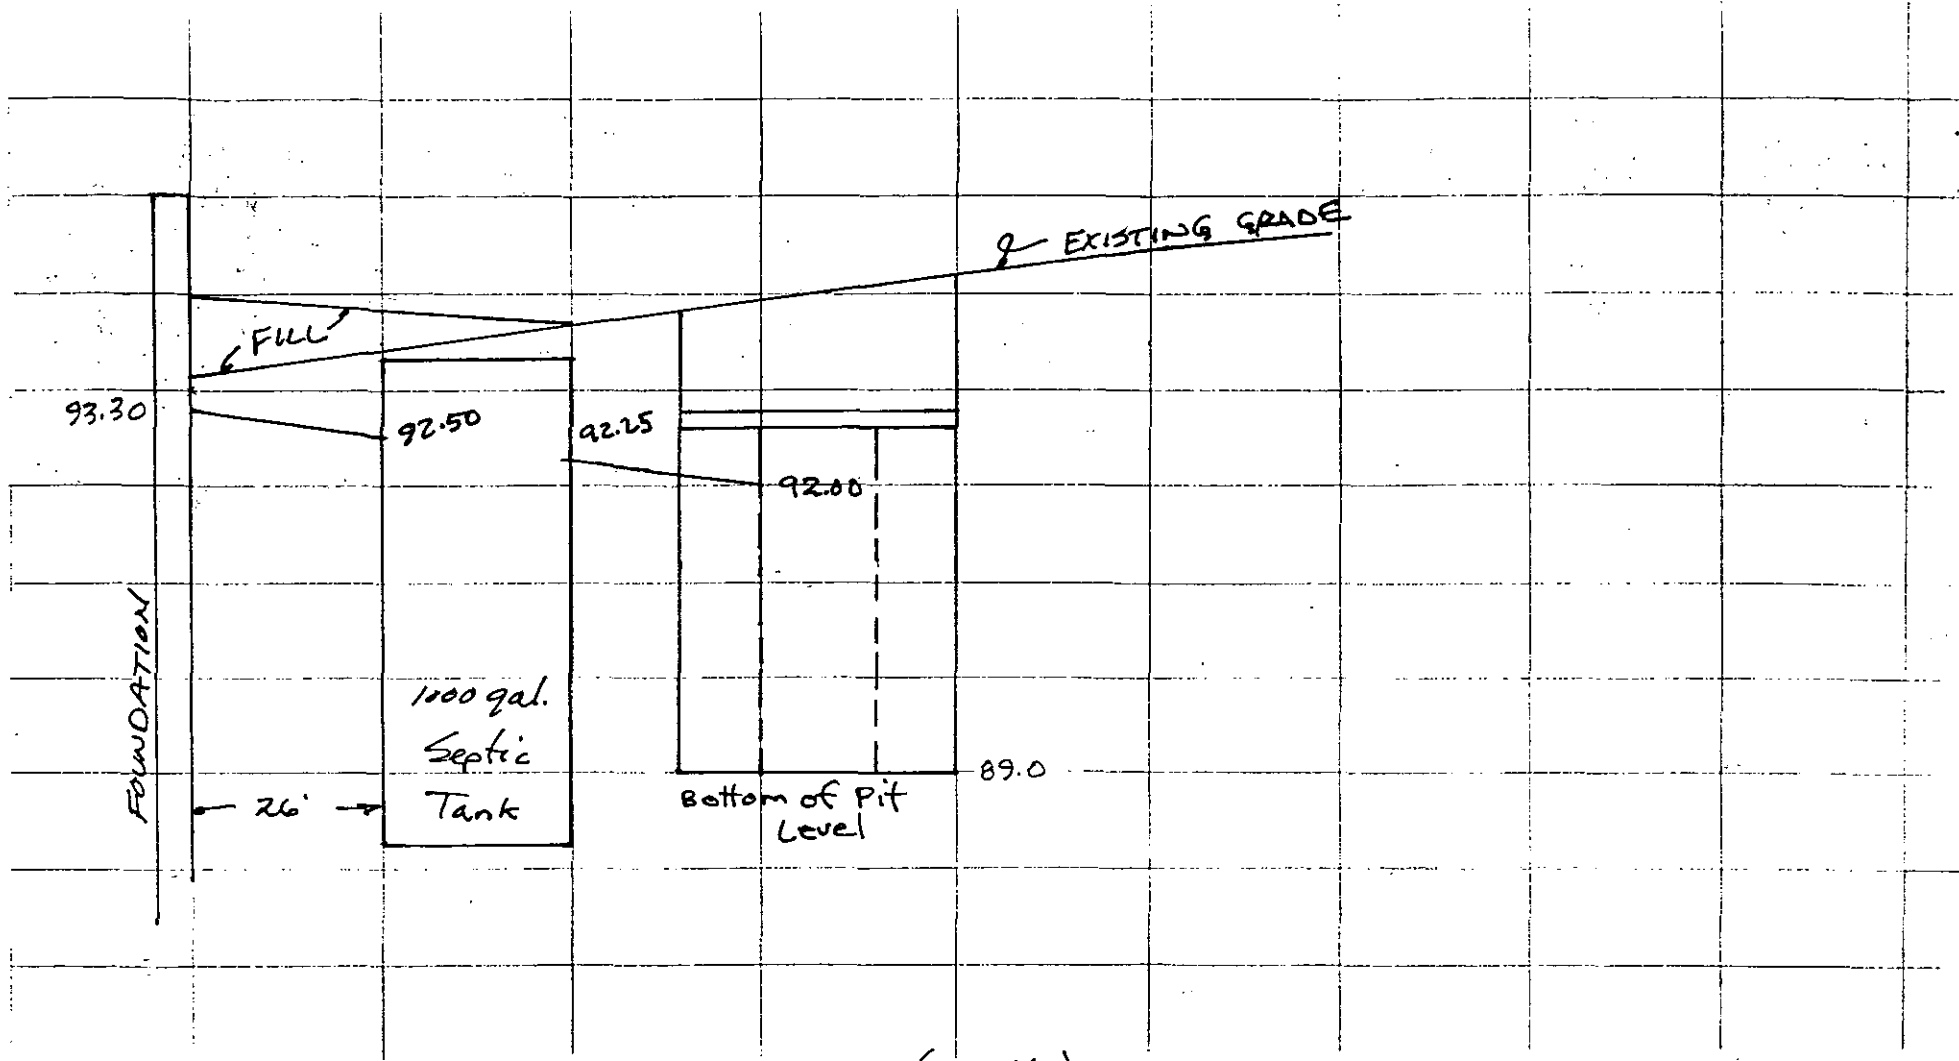 EXISTING GRADE
FILL
93.30
92.50
92.25
92.00
FOUNDATION
1000 gal.
Septic
Tank
26'
89.0
Bottom of Pit
Level